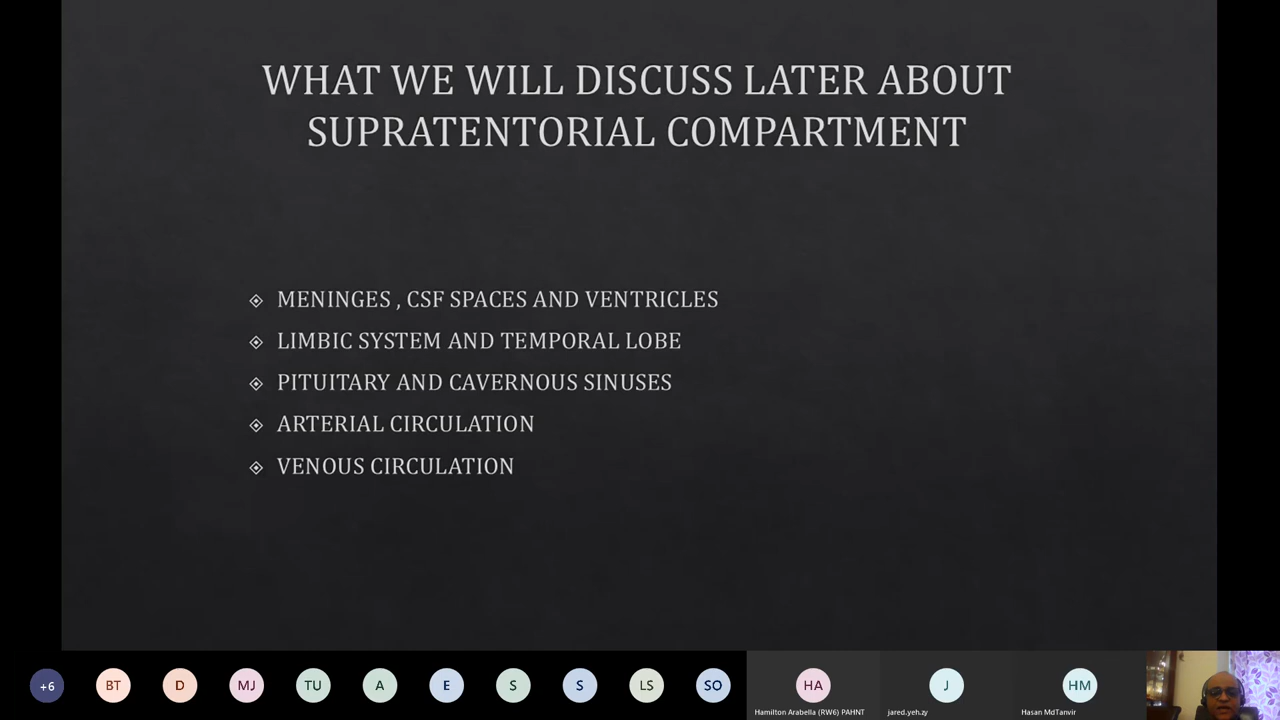 WHAT WE WILL DISCUSS LATER ABOUT
SUPRATENTORIAL COMPARTMENT
MENINGES , CSF SPACES AND VENTRICLES
LIMBIC SYSTEM AND TEMPORAL LOBE
PITUITARY AND CAVERNOUS SINUSES
ARTERIAL CIRCULATION
VENOUS CIRCULATION
+6 BT D MJ TU A E S S LS SO HA J HM
Hamilton Arabella (RW6) PAHNT jared.yeh.zy Hasan MdTanvir